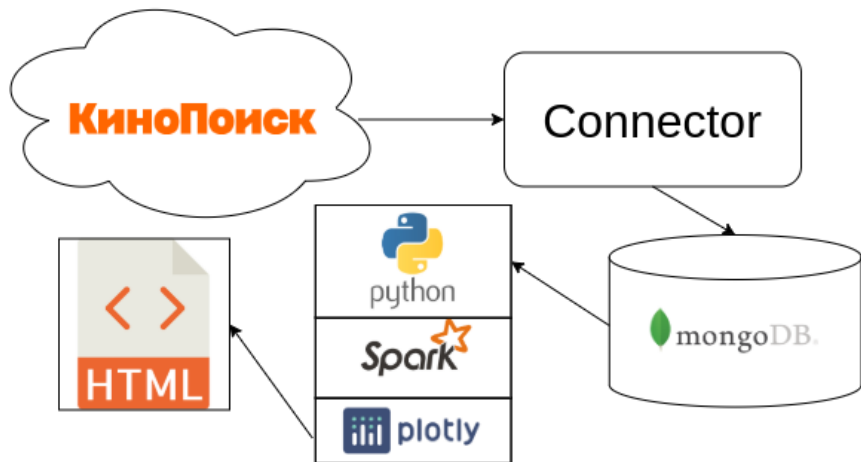 КиноПоиск
Connector
mongoDB.
python
Spark
plotly
HTML